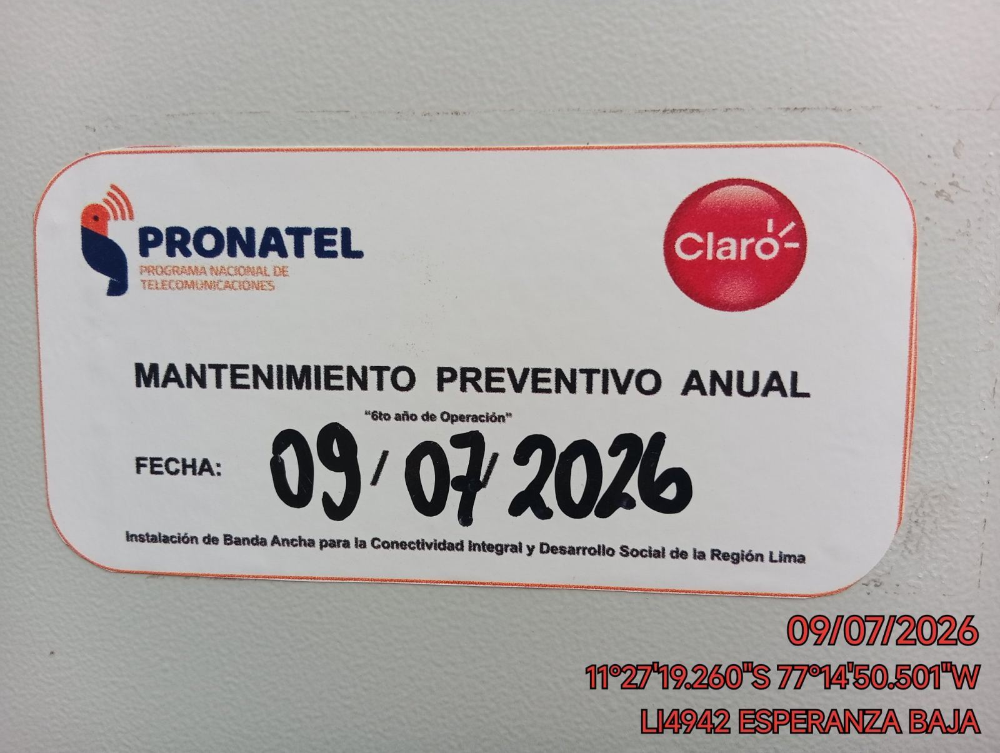 PRONATEL
PROGRAMA NACIONAL DE
TELECOMUNICACIONES
Claro
MANTENIMIENTO PREVENTIVO ANUAL
"6to año de Operación"
FECHA: 09/07/2026
Instalación de Banda Ancha para la Conectividad Integral y Desarrollo Social de la Región Lima
09/07/2026
11°27'19.260"S 77°14'50.501"W
LI4942 ESPERANZA BAJA